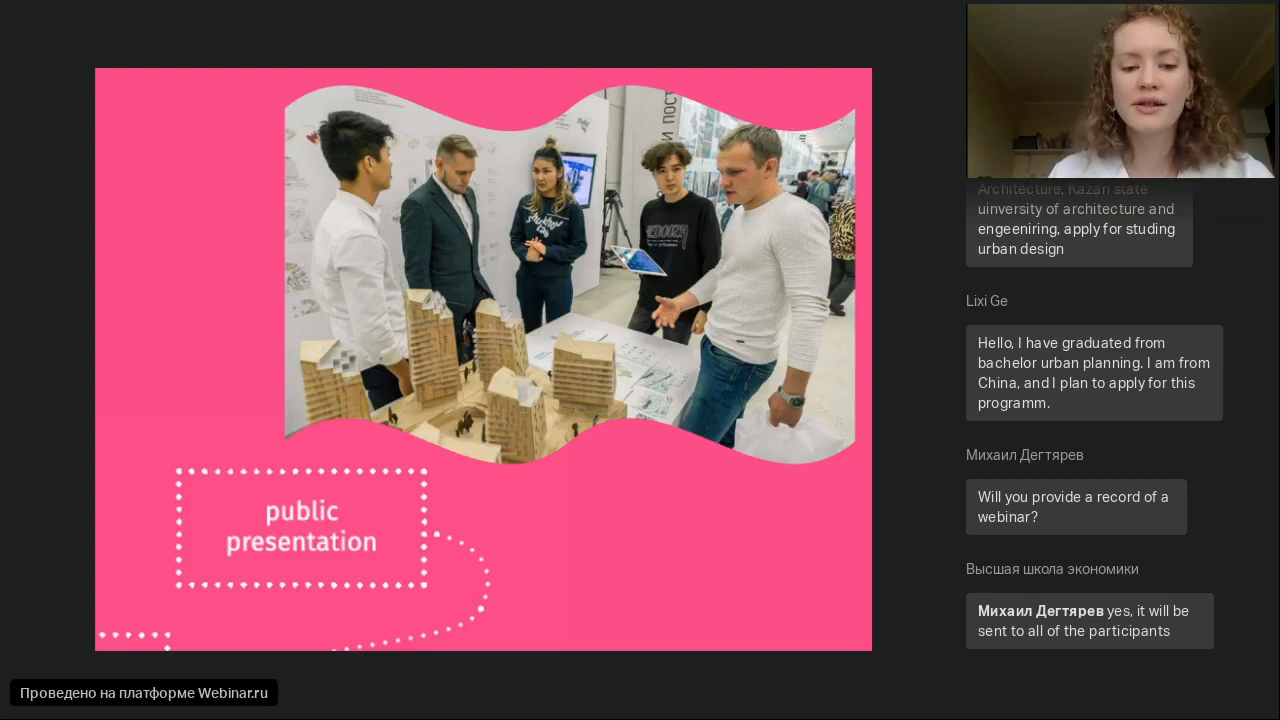 и пост
shukhov
lab
public
presentation
Architecture, Kazan state
uinversity of architecture and
engeeniring, apply for studing
urban design
Lixi Ge
Hello, I have graduated from
bachelor urban planning. I am from
China, and I plan to apply for this
programm.
Михаил Дегтярев
Will you provide a record of a
webinar?
Высшая школа экономики
Михаил Дегтярев yes, it will be
sent to all of the participants
Проведено на платформе Webinar.ru